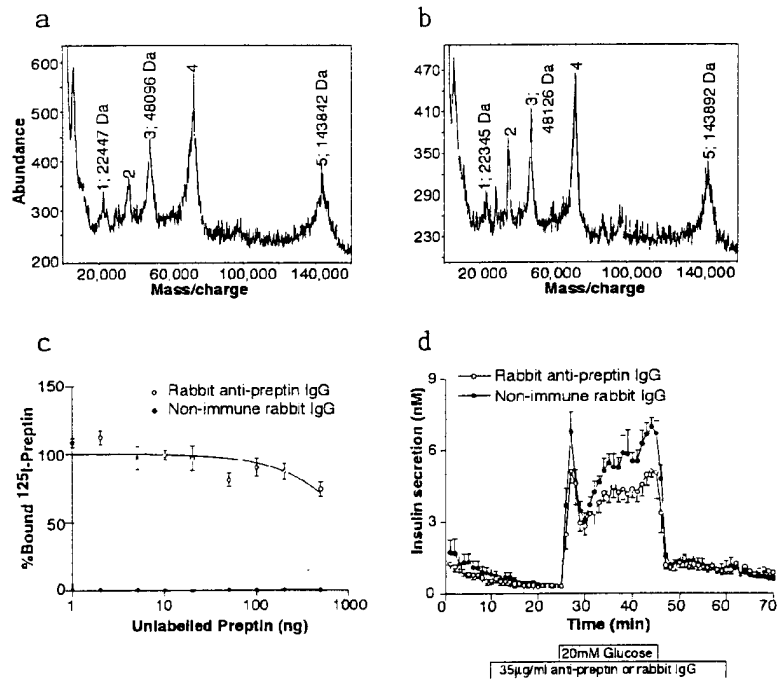 a
600
500
400
300
200
Abundance
1; 22447 Da
2
3; 48096 Da
4
5; 143842 Da
20,000
60,000
100,000
140,000
Mass/charge
b
470
410
350
290
230
1; 22345 Da
2
3;
48126 Da
4
5; 143892 Da
20 000
60,000
100,000
140,000
Mass/charge
c
150
100
50
0
%Bound 125I-Preptin
Rabbit anti-preptin IgG
Non-immune rabbit IgG
1
10
100
1000
Unlabelled Preptin (ng)
d
Rabbit anti-preptin IgG
Non-immune rabbit IgG
9
6
3
0
Insulin secretion (nM)
0
10
20
30
40
50
60
70
Time (min)
20mM Glucose
35µg/ml anti-preptin or rabbit IgG